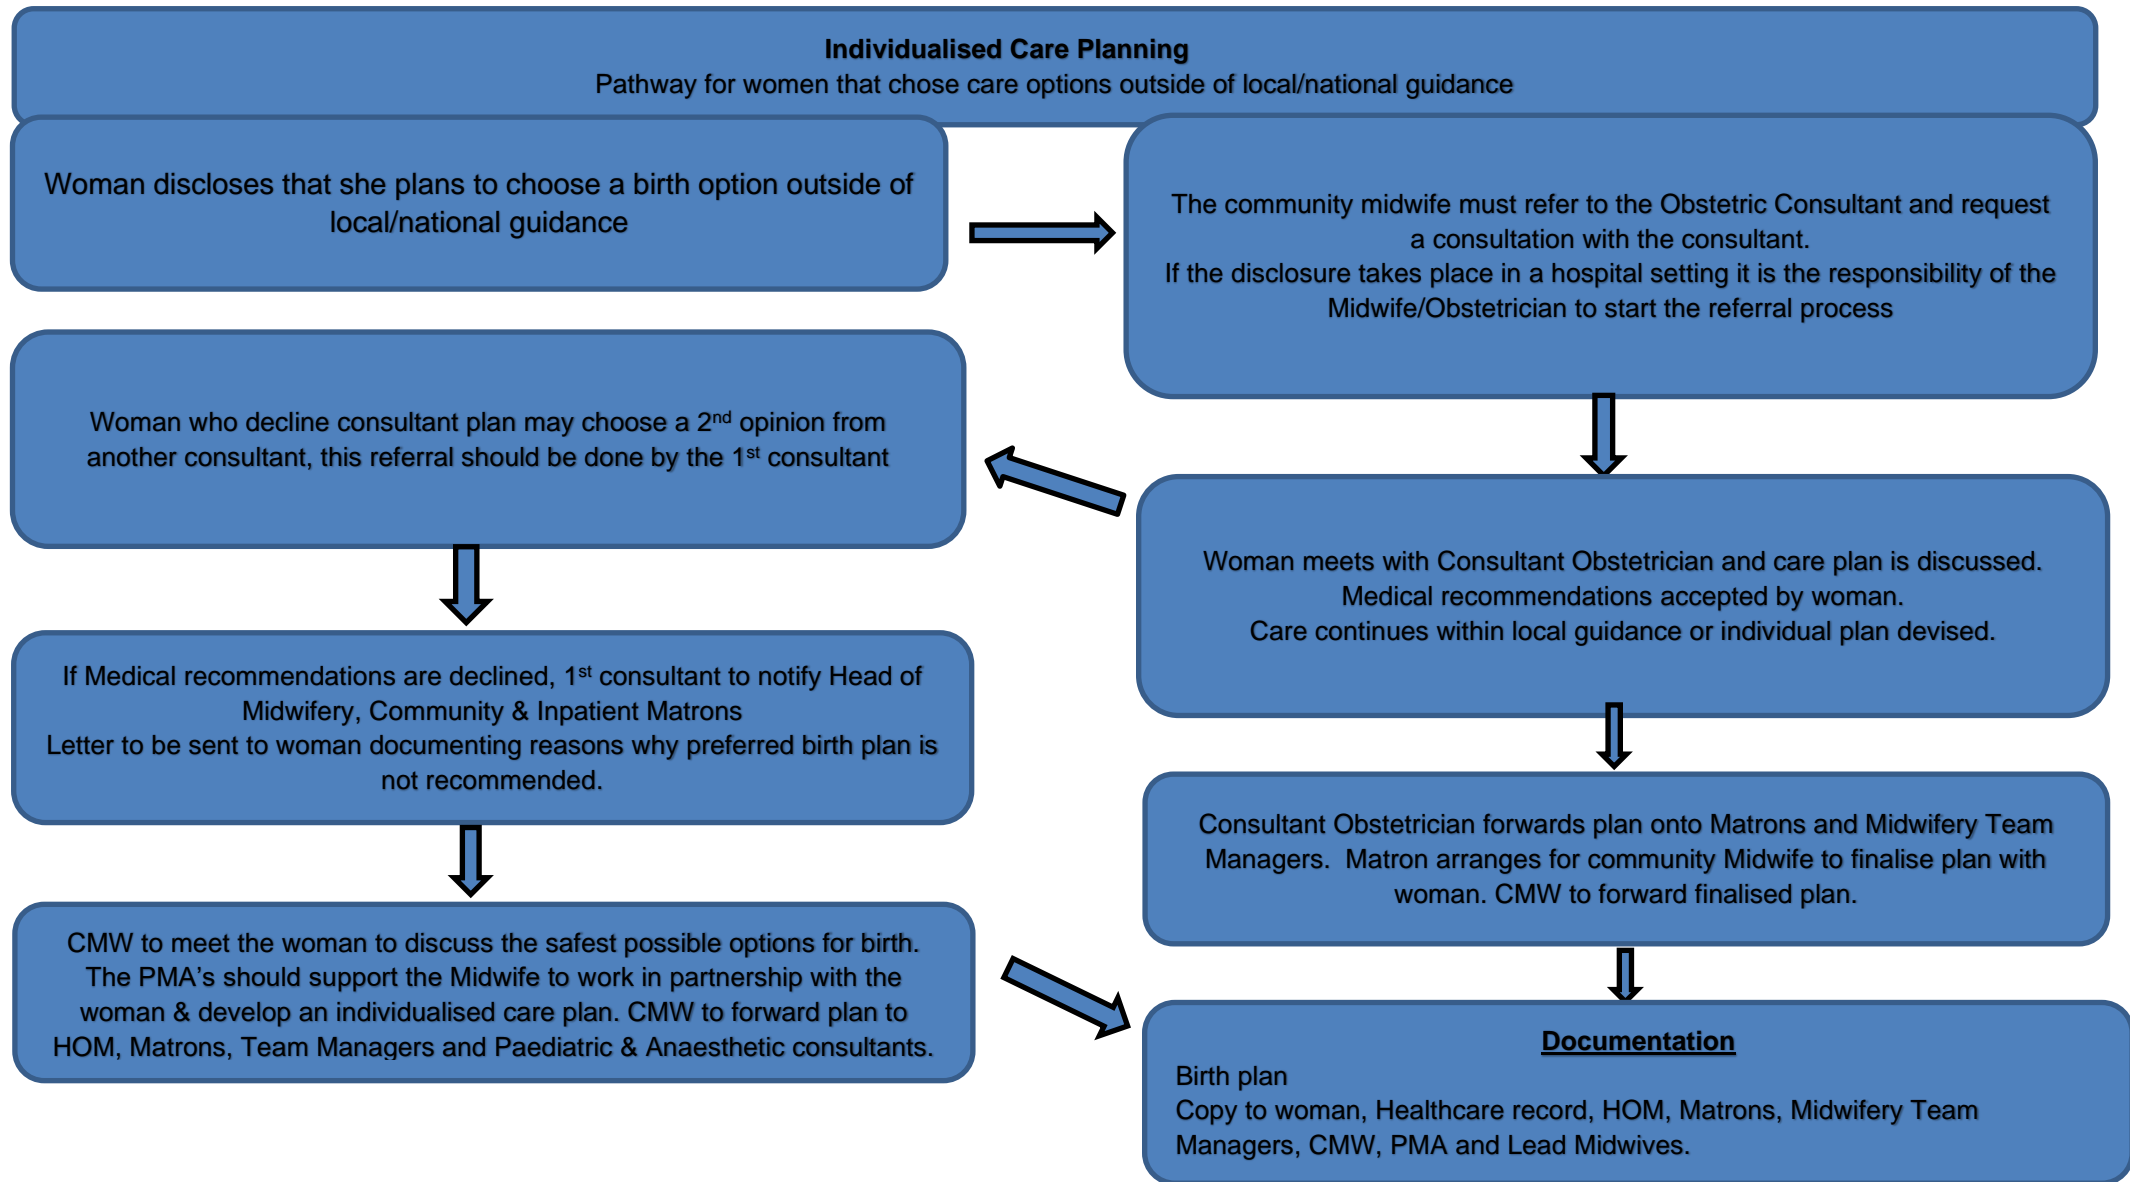 Individualised Care Planning
Pathway for women that chose care options outside of local/national guidance
Woman discloses that she plans to choose a birth option outside of
local/national guidance
The community midwife must refer to the Obstetric Consultant and request
a consultation with the consultant.
If the disclosure takes place in a hospital setting it is the responsibility of the
Midwife/Obstetrician to start the referral process
Woman who decline consultant plan may choose a 2nd opinion from
another consultant, this referral should be done by the 1st consultant
Woman meets with Consultant Obstetrician and care plan is discussed.
Medical recommendations accepted by woman.
Care continues within local guidance or individual plan devised.
If Medical recommendations are declined, 1st consultant to notify Head of
Midwifery, Community & Inpatient Matrons
Letter to be sent to woman documenting reasons why preferred birth plan is
not recommended.
Consultant Obstetrician forwards plan onto Matrons and Midwifery Team
Managers.  Matron arranges for community Midwife to finalise plan with
woman. CMW to forward finalised plan.
CMW to meet the woman to discuss the safest possible options for birth.
The PMA's should support the Midwife to work in partnership with the
woman & develop an individualised care plan. CMW to forward plan to
HOM, Matrons, Team Managers and Paediatric & Anaesthetic consultants.
Documentation
Birth plan
Copy to woman, Healthcare record, HOM, Matrons, Midwifery Team
Managers, CMW, PMA and Lead Midwives.